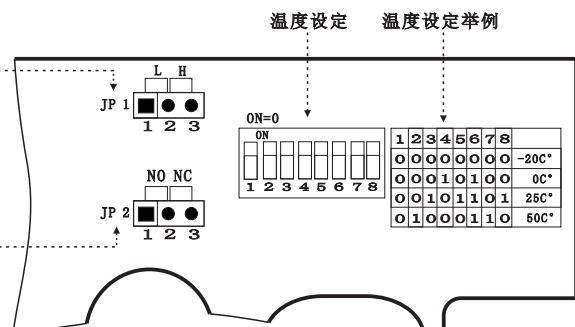 温度设定 温度设定举例
L H
JP 1
1 2 3
NO NC
JP 2
1 2 3
ON=0
ON
1 2 3 4 5 6 7 8
1 2 3 4 5 6 7 8
0 0 0 0 0 0 0 0 -20C°
0 0 0 1 0 1 0 0 0C°
0 0 1 0 1 1 0 1 25C°
0 1 0 0 0 1 1 0 50C°